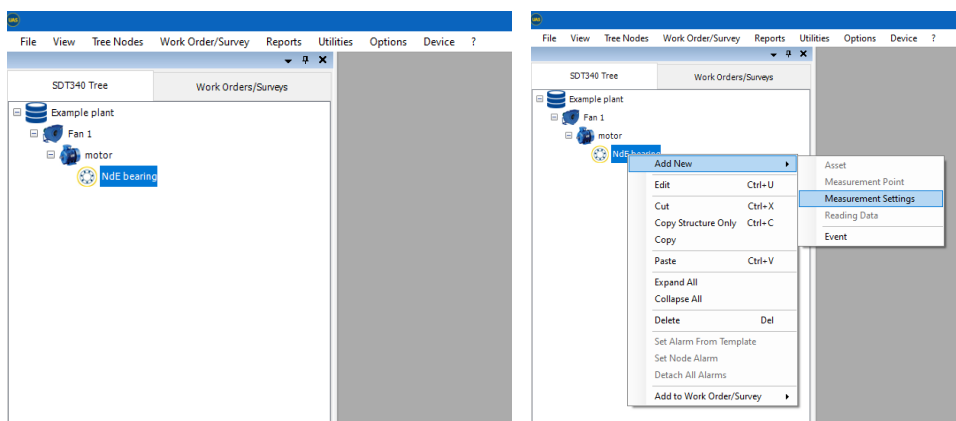 UAS
File View Tree Nodes Work Order/Survey Reports Utilities Options Device ?
SDT340 Tree Work Orders/Surveys
Example plant
Fan 1
motor
NdE bearing
UAS
File View Tree Nodes Work Order/Survey Reports Utilities Options Device ?
SDT340 Tree Work Orders/Surveys
Example plant
Fan 1
motor
NdE bearing
Add New
Edit Ctrl+U
Cut Ctrl+X
Copy Structure Only Ctrl+C
Copy
Paste Ctrl+V
Expand All
Collapse All
Delete Del
Set Alarm From Template
Set Node Alarm
Detach All Alarms
Add to Work Order/Survey
Asset
Measurement Point
Measurement Settings
Reading Data
Event